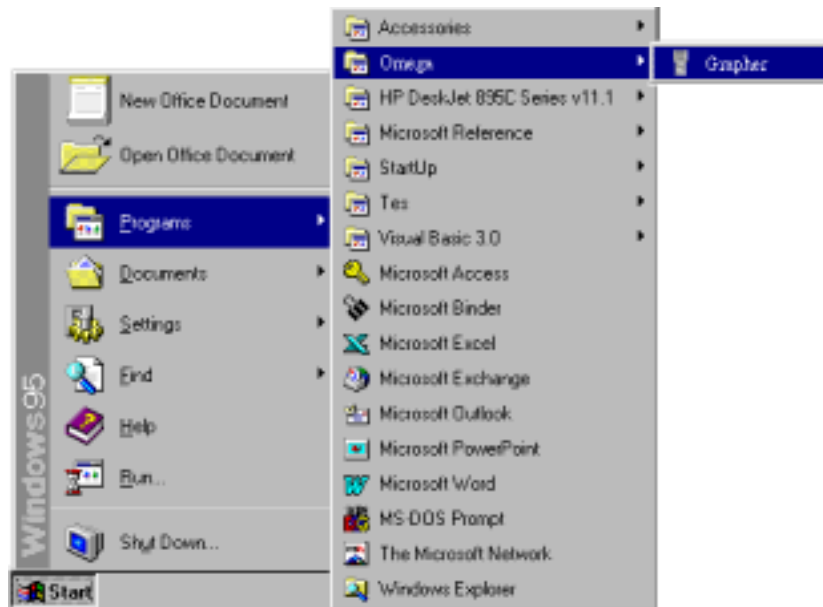 New Office Document
Open Office Document
Programs
Documents
Settings
Find
Help
Run...
Shut Down...
Windows95
Start
Accessories
Omega
HP DeskJet 895C Series v11.1
Microsoft Reference
StartUp
Tes
Visual Basic 3.0
Microsoft Access
Microsoft Binder
Microsoft Excel
Microsoft Exchange
Microsoft Outlook
Microsoft PowerPoint
Microsoft Word
MS-DOS Prompt
The Microsoft Network
Windows Explorer
Grapher